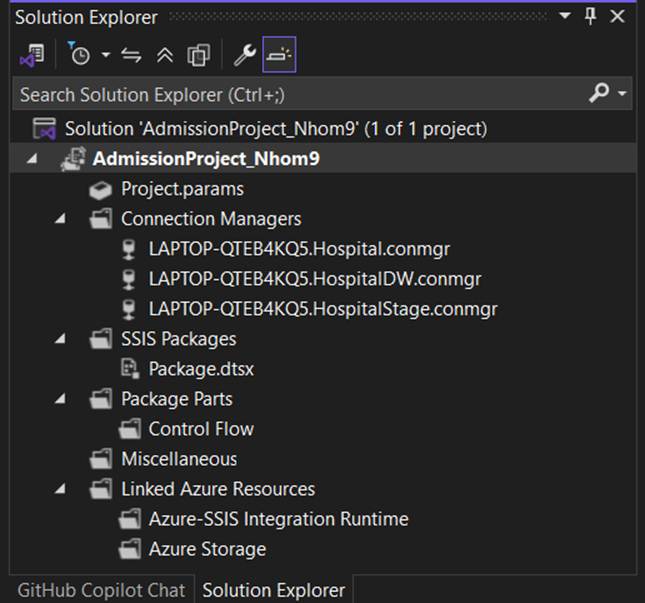 Solution Explorer
Search Solution Explorer (Ctrl+;)
Solution 'AdmissionProject_Nhom9' (1 of 1 project)
AdmissionProject_Nhom9
Project.params
Connection Managers
LAPTOP-QTEB4KQ5.Hospital.conmgr
LAPTOP-QTEB4KQ5.HospitalDW.conmgr
LAPTOP-QTEB4KQ5.HospitalStage.conmgr
SSIS Packages
Package.dtsx
Package Parts
Control Flow
Miscellaneous
Linked Azure Resources
Azure-SSIS Integration Runtime
Azure Storage
GitHub Copilot Chat Solution Explorer